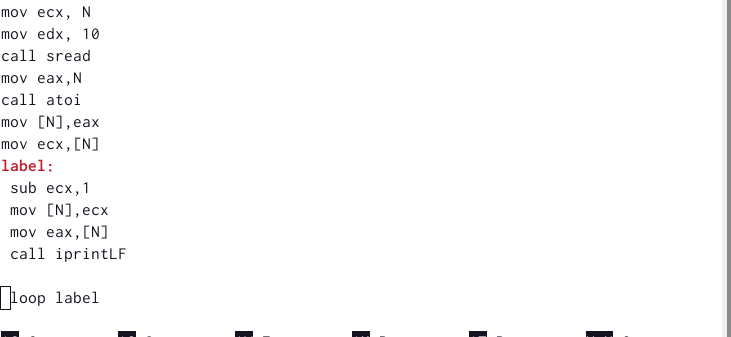 mov ecx, N
mov edx, 10
call sread
mov eax,N
call atoi
mov [N],eax
mov ecx,[N]
label:
 sub ecx,1
 mov [N],ecx
 mov eax,[N]
 call iprintLF

 loop label